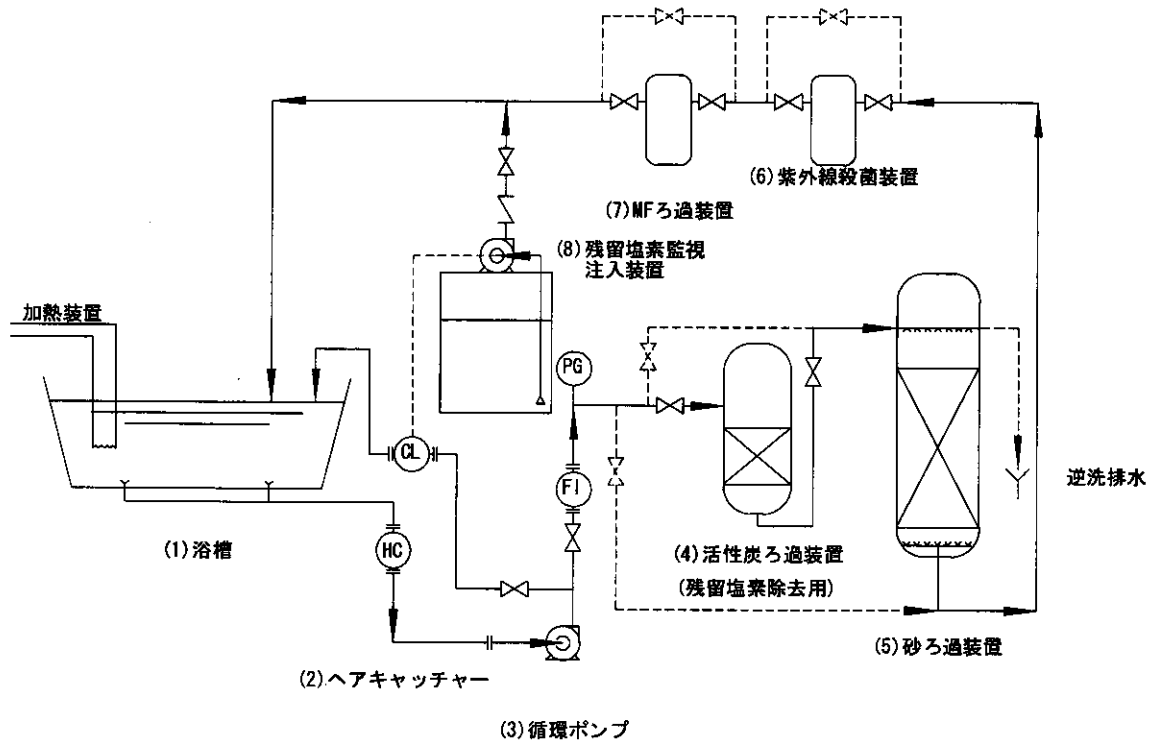 (6)紫外線殺菌装置
(7)MFろ過装置
(8)残留塩素監視
注入装置
加熱装置
PG
CL
FI
逆洗排水
(1)浴槽
HC
(4)活性炭ろ過装置
(残留塩素除去用)
(5)砂ろ過装置
(2)ヘアキャッチャー
(3)循環ポンプ